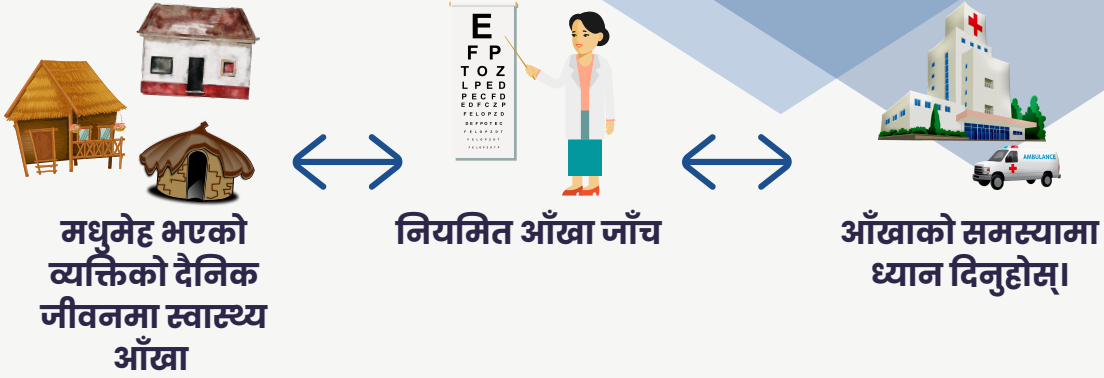 E
F P
T O Z
L P E D
P E C F D
E D F C Z P
F E L O P Z D
D E F P O T E C
AMBULANCE
मधुमेह भएको
व्यक्तिको दैनिक
जीवनमा स्वास्थ्य
आँखा
नियमित आँखा जाँच
आँखाको समस्यामा
ध्यान दिनुहोस्।